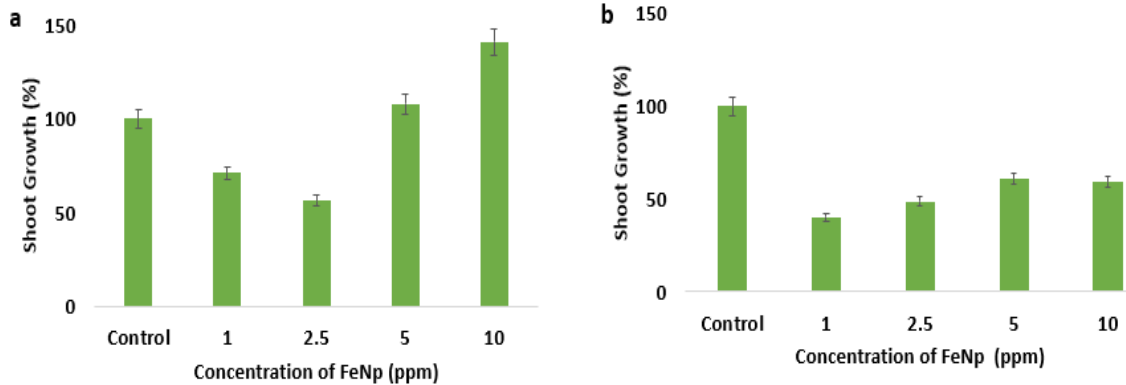 a
150
100
50
0
Shoot Growth (%)
Control 1 2.5 5 10
Concentration of FeNp (ppm)
b
150
100
50
0
Shoot Growth (%)
Control 1 2.5 5 10
Concentration of FeNp (ppm)